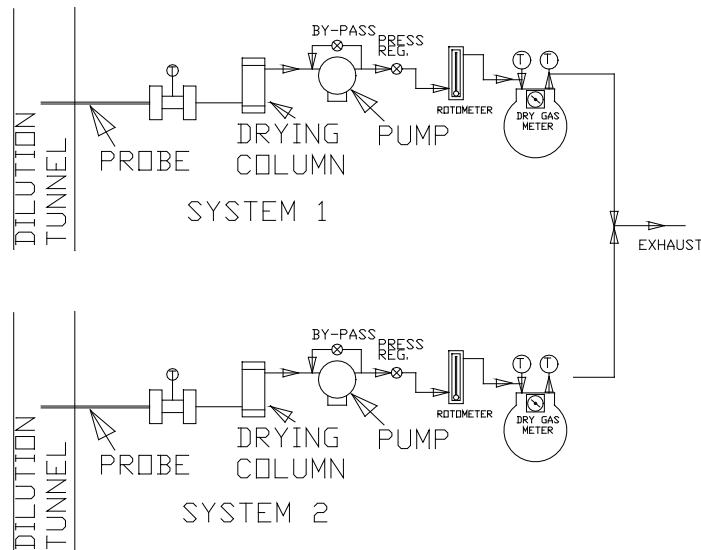 BY-PASS
PRESS
REG.
T
T
T
ROTOMETER
DRY GAS
METER
DRYING
COLUMN
PUMP
PROBE
DILUTION
TUNNEL
SYSTEM 1
EXHAUST
BY-PASS
PRESS
REG.
T
T
T
ROTOMETER
DRY GAS
METER
DRYING
COLUMN
PUMP
PROBE
DILUTION
TUNNEL
SYSTEM 2